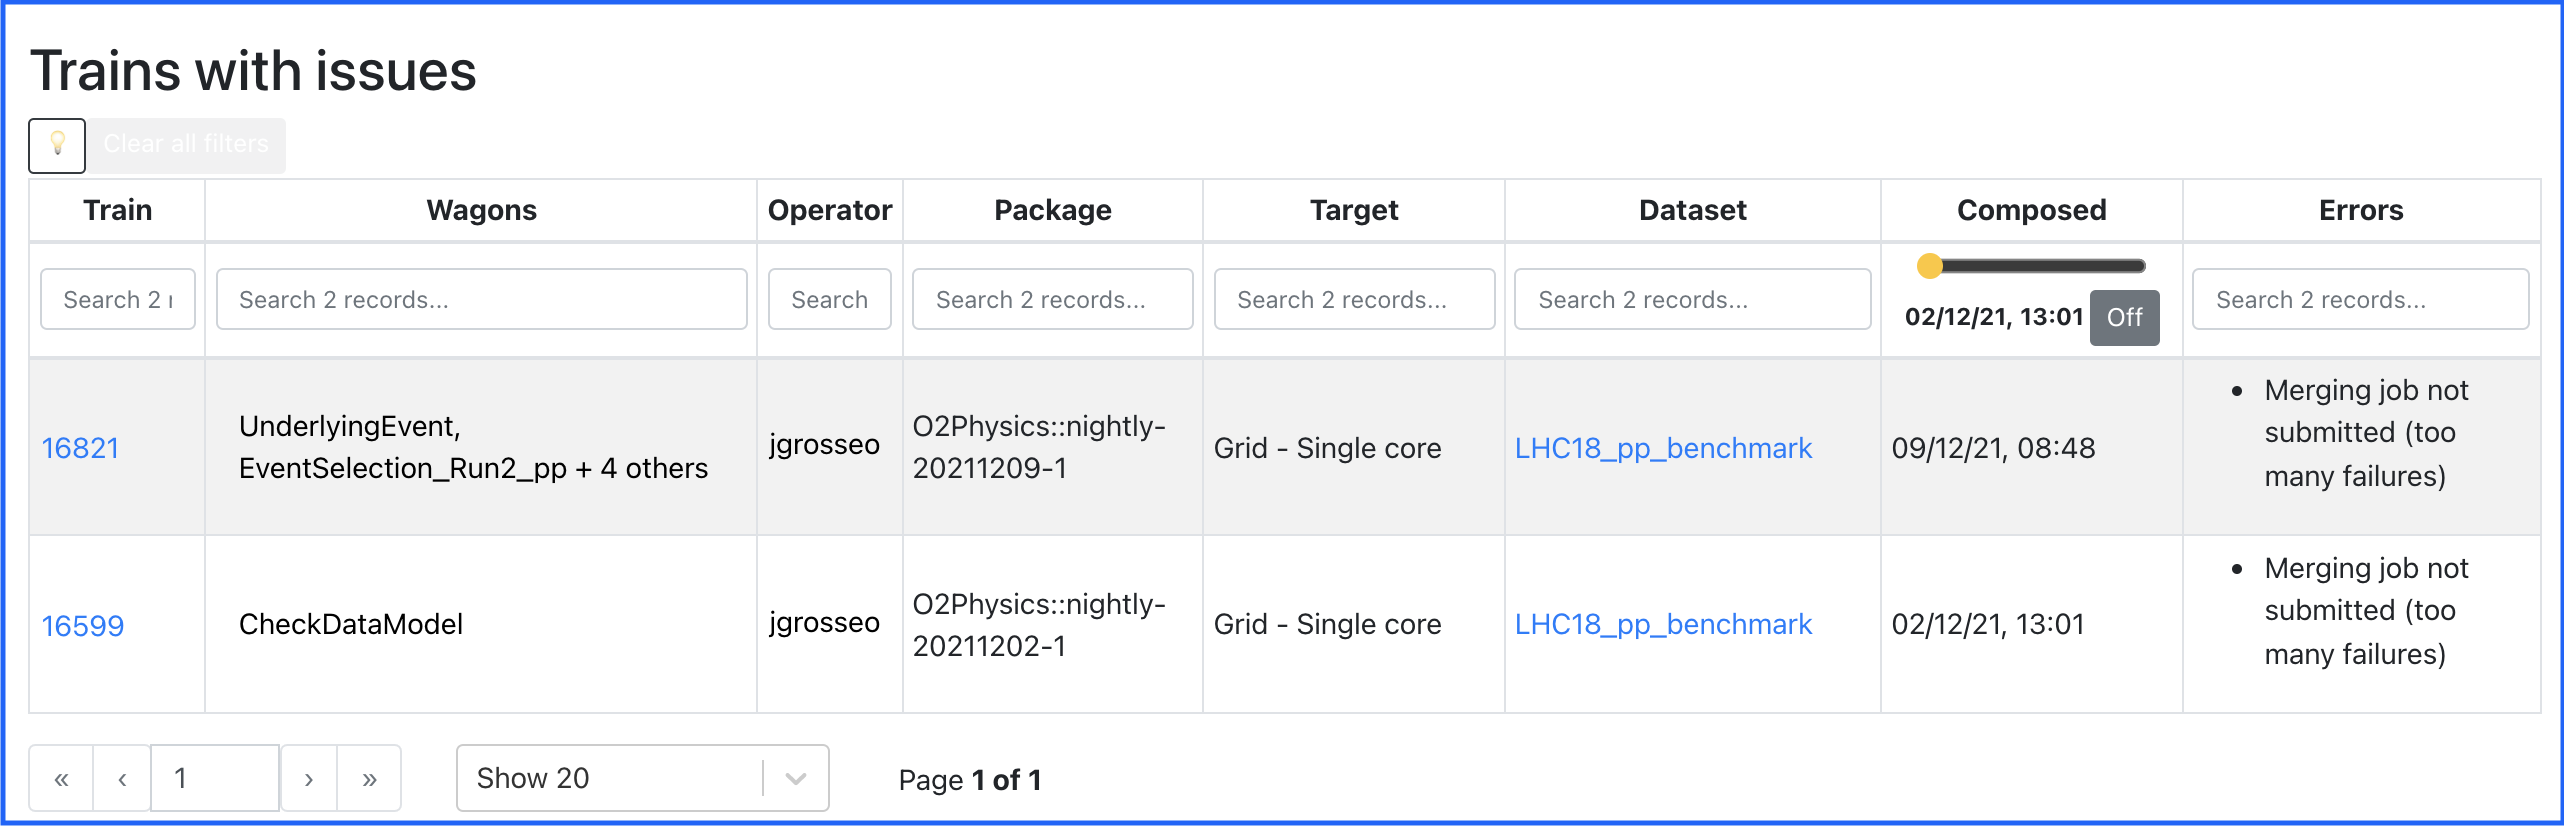 Trains with issues
Clear all filters
Train Wagons Operator Package Target Dataset Composed Errors
Search 2 r Search 2 records... Search Search 2 records... Search 2 records... Search 2 records... 02/12/21, 13:01 Off Search 2 records...
16821 UnderlyingEvent, EventSelection_Run2_pp + 4 others jgrosseo O2Physics::nightly-20211209-1 Grid - Single core LHC18_pp_benchmark 09/12/21, 08:48 • Merging job not submitted (too many failures)
16599 CheckDataModel jgrosseo O2Physics::nightly-20211202-1 Grid - Single core LHC18_pp_benchmark 02/12/21, 13:01 • Merging job not submitted (too many failures)
« ‹ 1 › » Show 20 Page 1 of 1